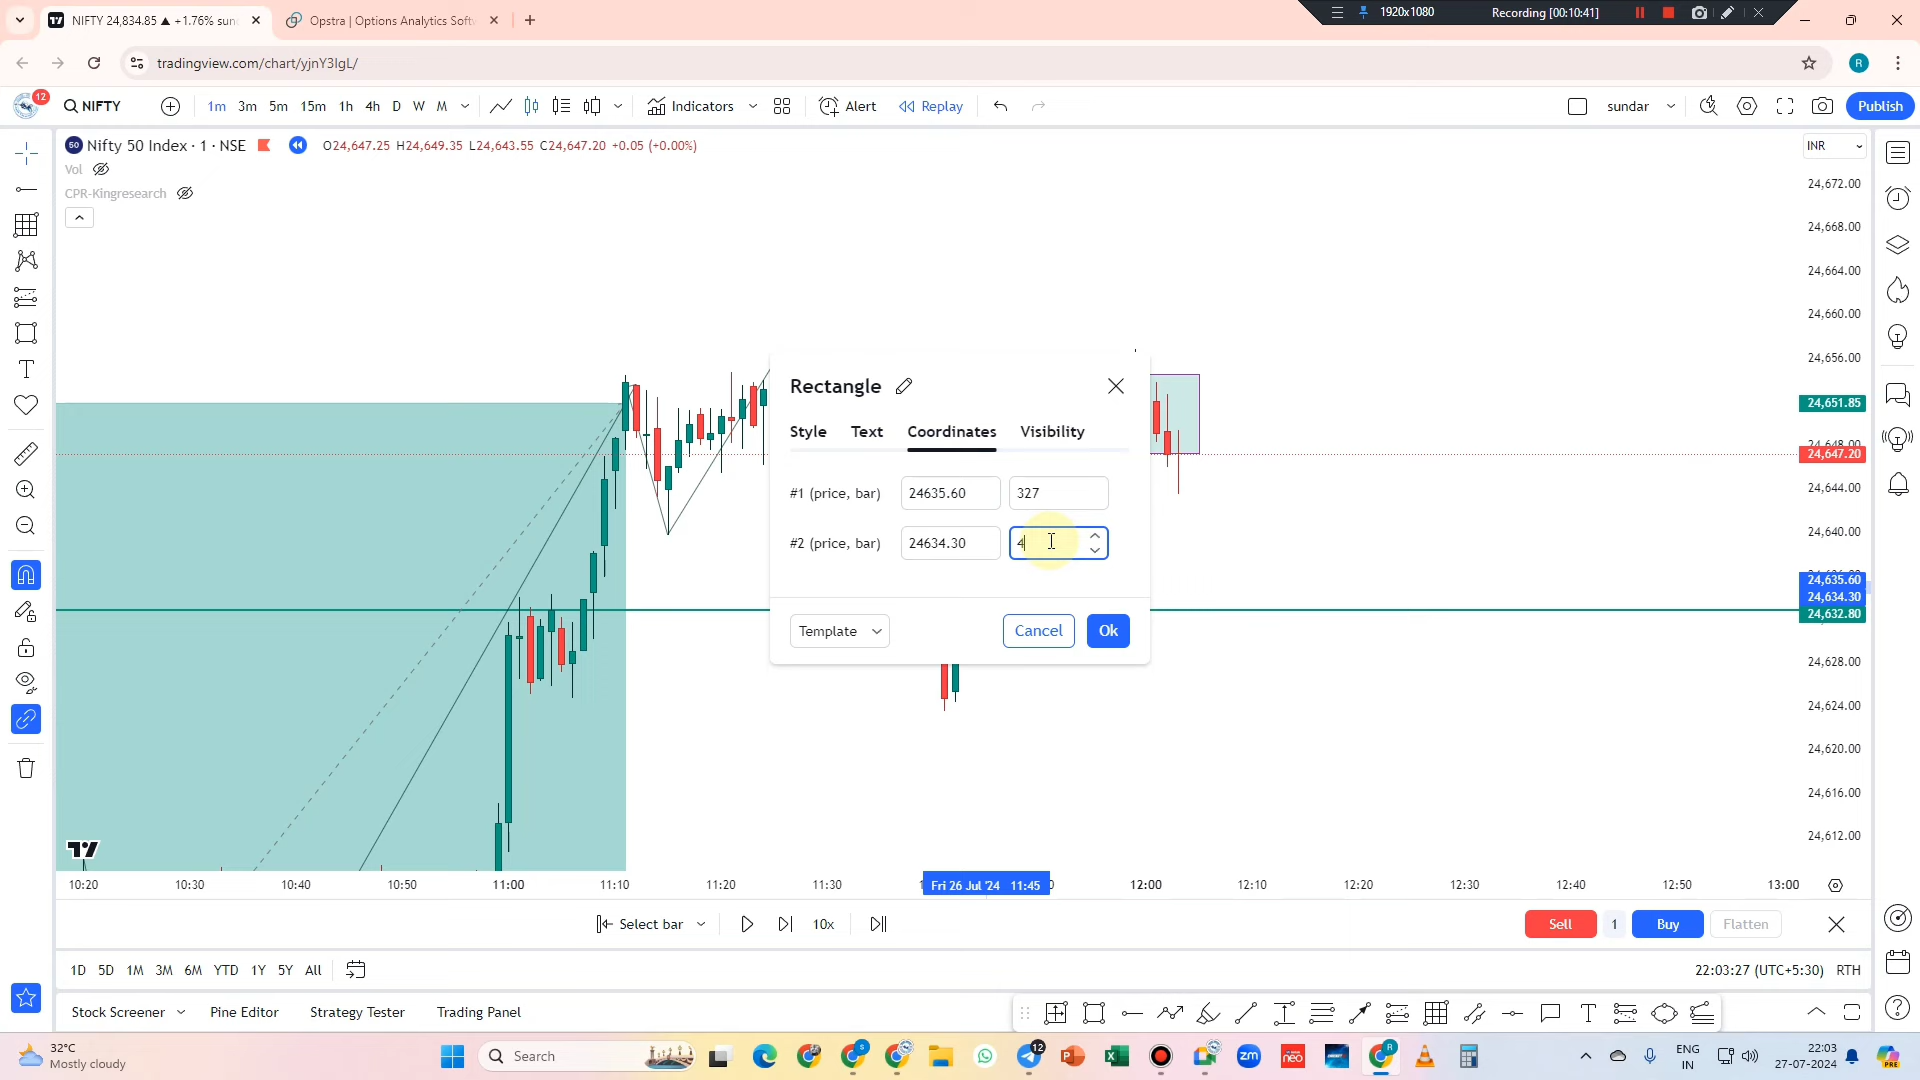 NIFTY 24,834.85 ▲ +1.76% sun
Opstra | Options Analytics Soft
1920x1080
Recording [00:10:41]
tradingview.com/chart/yjnY3IgL/
R
12
NIFTY
1m 3m 5m 15m 1h 4h D W M
Indicators
Alert
Replay
sundar
Publish
50 Nifty 50 Index · 1 · NSE
O24,647.25 H24,649.35 L24,643.55 C24,647.20 +0.05 (+0.00%)
INR
Vol
CPR-Kingresearch
24,672.00
24,668.00
24,664.00
24,660.00
24,656.00
24,651.85
24,648.00
24,647.20
24,644.00
24,640.00
24,635.60
24,634.30
24,632.80
24,628.00
24,624.00
24,620.00
24,616.00
24,612.00
Rectangle
Style Text Coordinates Visibility
#1 (price, bar) 24635.60 327
#2 (price, bar) 24634.30 4
Template
Cancel
Ok
10:20 10:30 10:40 10:50 11:00 11:10 11:20 11:30 Fri 26 Jul '24 11:45 12:00 12:10 12:20 12:30 12:40 12:50 13:00
Select bar
10x
Sell
1
Buy
Flatten
1D 5D 1M 3M 6M YTD 1Y 5Y All
22:03:27 (UTC+5:30) RTH
Stock Screener Pine Editor Strategy Tester Trading Panel
32°C
Mostly cloudy
Search
12
zm
neo
ENG
IN
22:03
27-07-2024